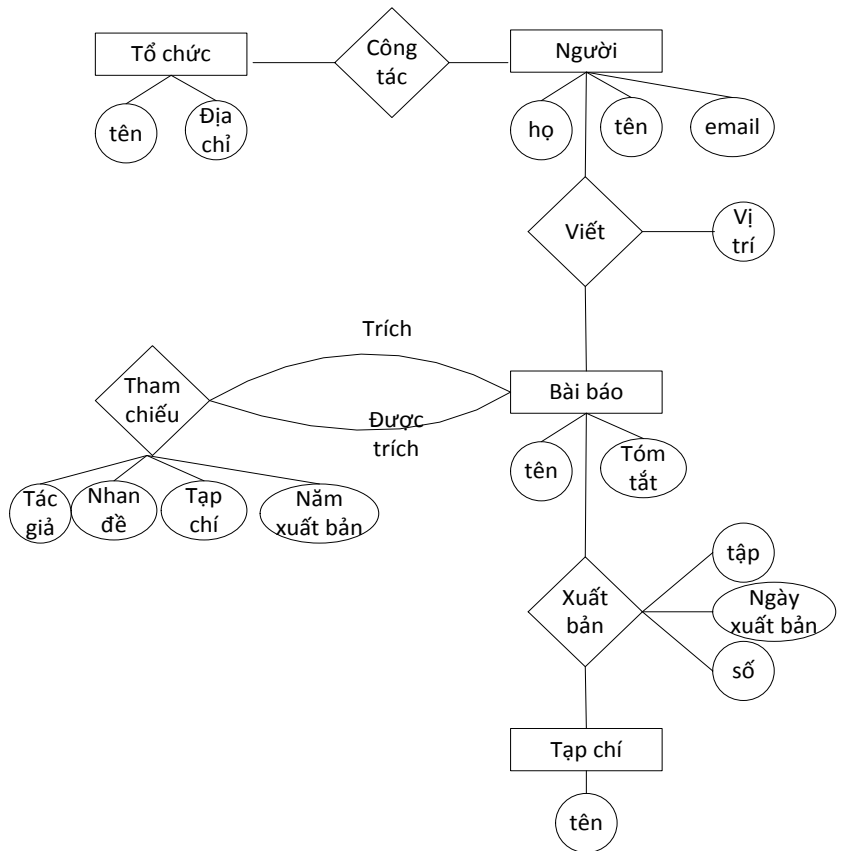 Tổ chức
Công
tác
Người
tên
Địa
chỉ
họ
tên
email
Viết
Vị
trí
Trích
Tham
chiếu
Được
trích
Bài báo
tên
Tóm
tắt
Tác
giả
Nhan
đề
Tạp
chí
Năm
xuất bản
Xuất
bản
tập
Ngày
xuất bản
số
Tạp chí
tên